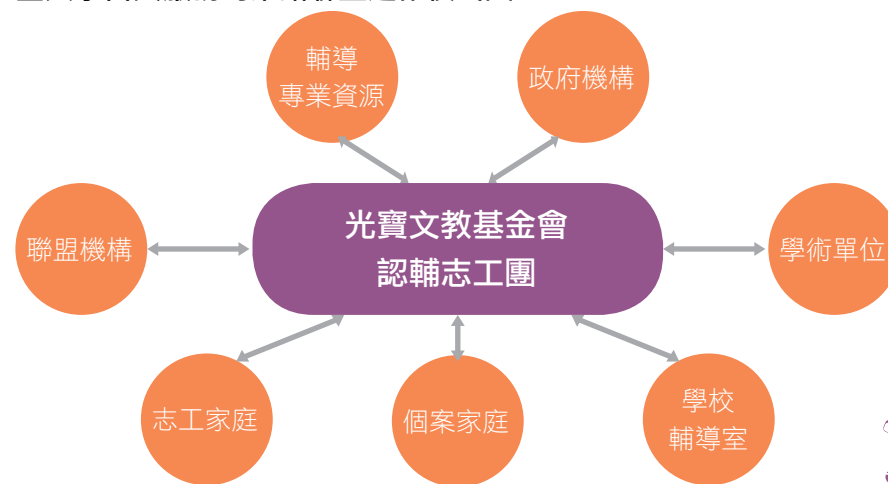 輔導
專業資源
政府機構
聯盟機構
光寶文教基金會
認輔志工團
學術單位
志工家庭
個案家庭
學校
輔導室